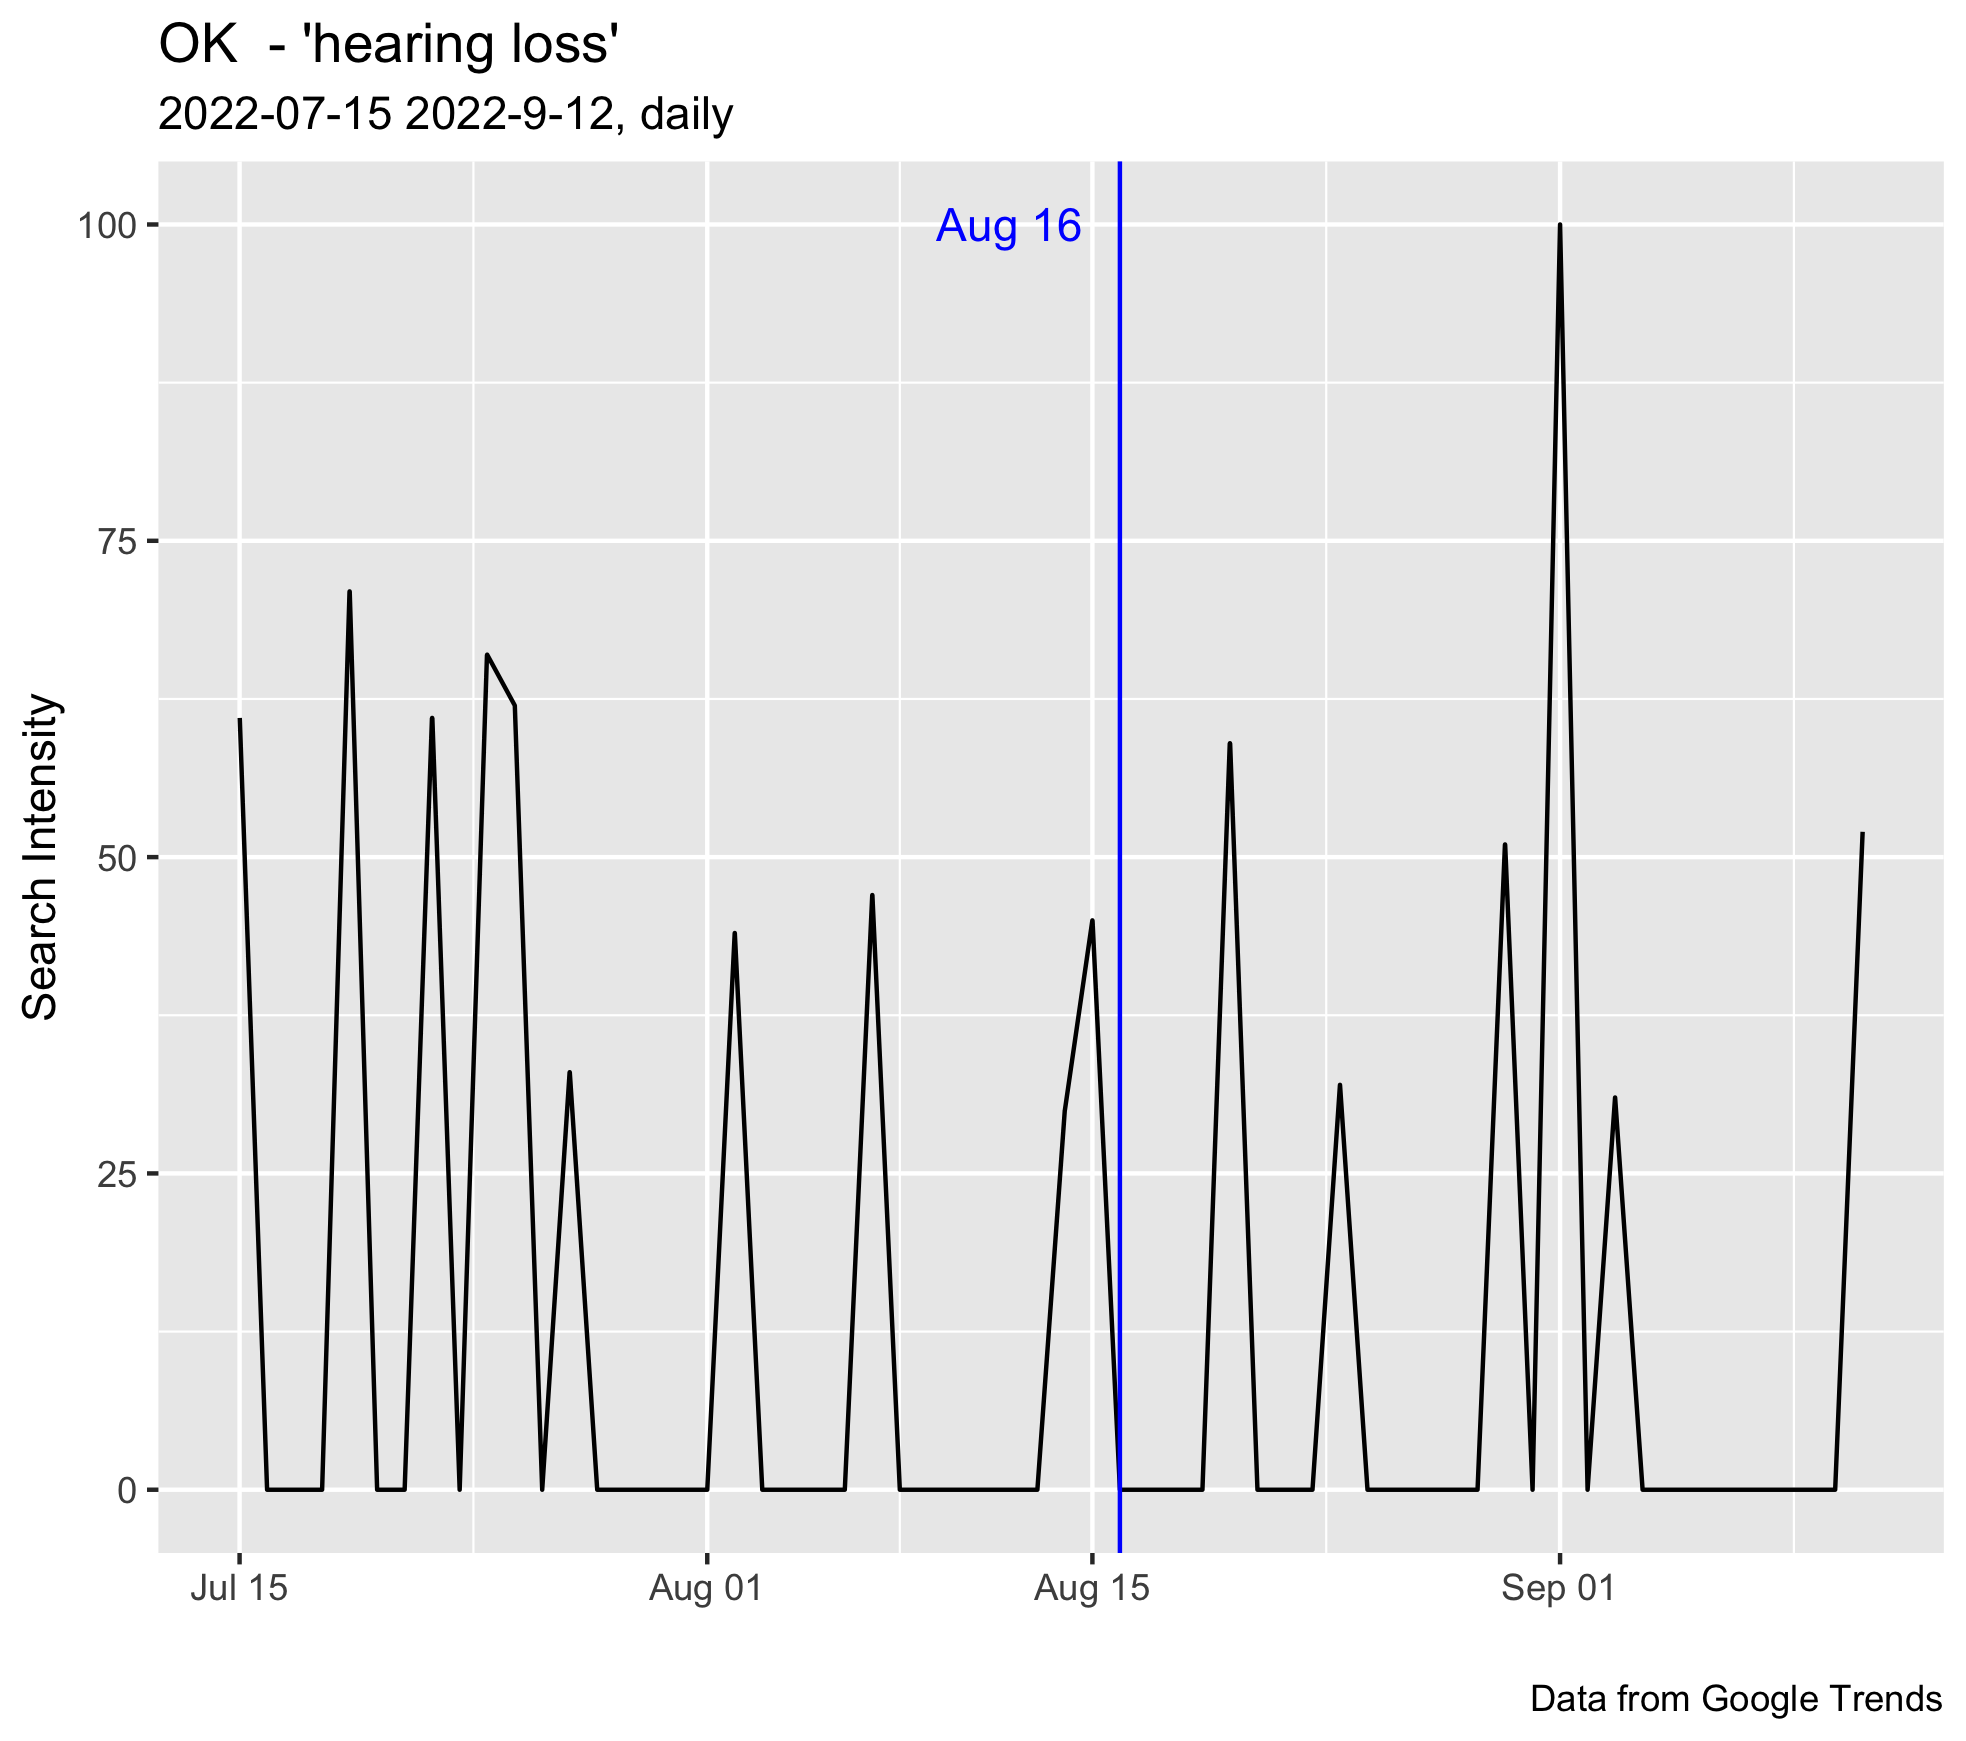 OK  - 'hearing loss'
2022-07-15 2022-9-12, daily
Aug 16
100
75
50
25
0
Search Intensity
Jul 15
Aug 01
Aug 15
Sep 01
Data from Google Trends